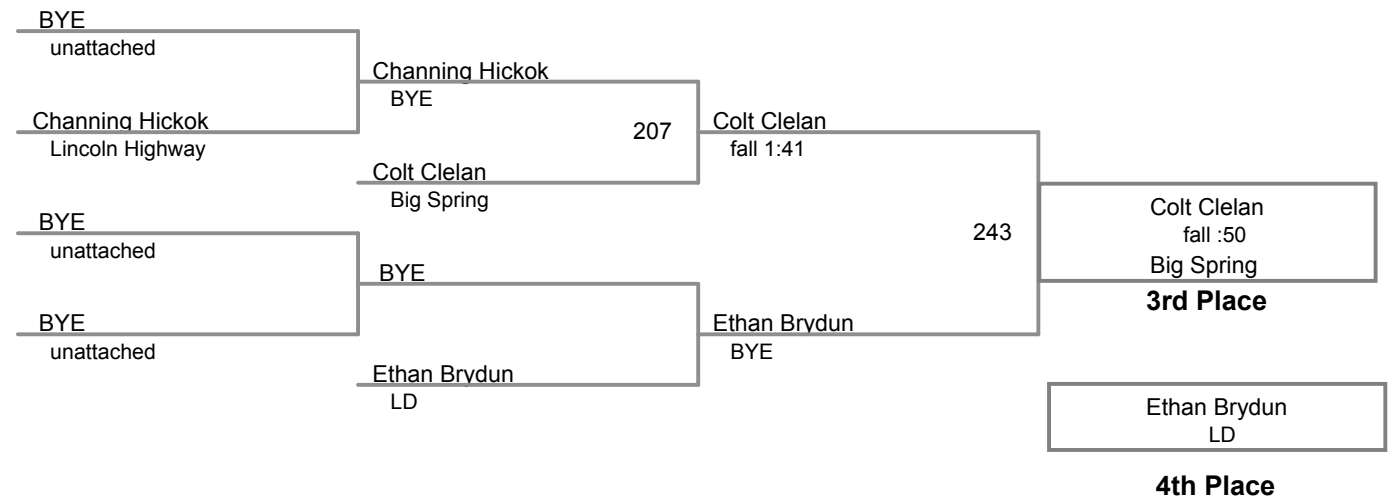 BYE
unattached
Channing Hickok
BYE
Channing Hickok
Lincoln Highway
207
Colt Clelan
fall 1:41
Colt Clelan
Big Spring
BYE
unattached
BYE
243
Colt Clelan
fall :50
Big Spring
3rd Place
BYE
unattached
Ethan Brydun
BYE
Ethan Brydun
LD
Ethan Brydun
LD
4th Place